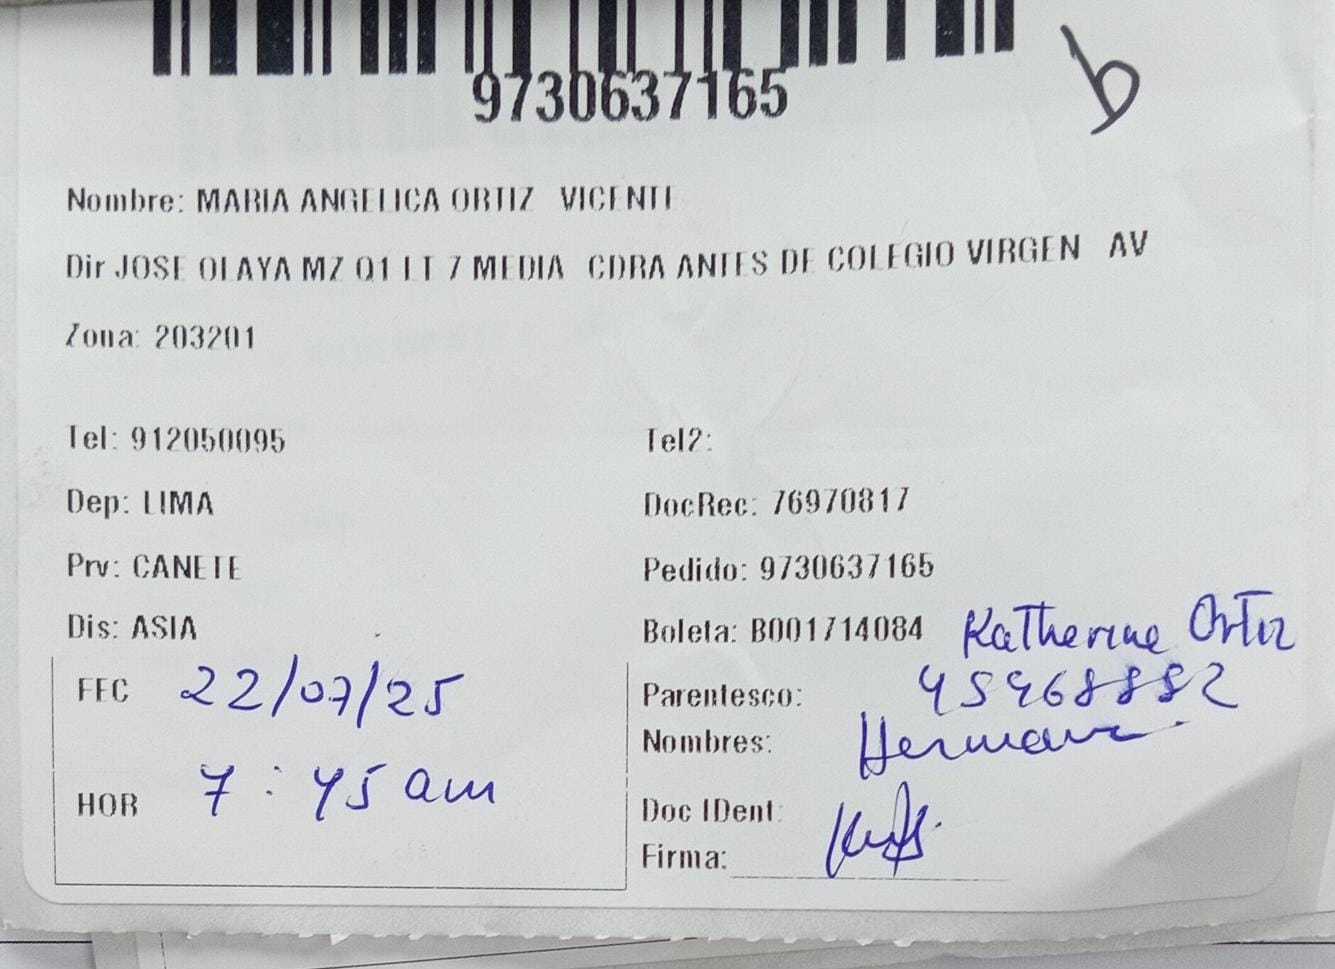 9730637165
b
Nombre: MARIA ANGELICA ORTIZ VICENTE
Dir JOSE OLAYA MZ Q1 LT 7 MEDIA CDRA ANTES DE COLEGIO VIRGEN AV
Zona: 203201
Tel: 912050095 Tel2:
Dep: LIMA DocRec: 76970817
Prv: CANETE Pedido: 9730637165
Dis: ASIA Boleta: B001714084 Katherine Ortiz
FEC 22/07/25 Parentesco: 45468882
Nombres: Hermana
HOR 7:45 am Doc IDent:
Firma: